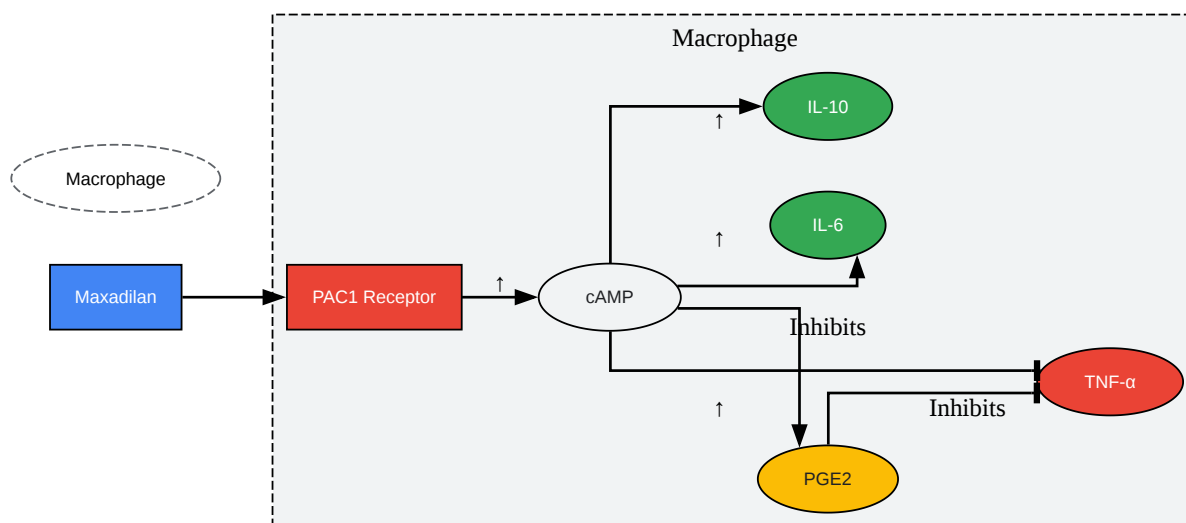 Macrophage
IL-10
↑
Macrophage
IL-6
↑
Maxadilan
PAC1 Receptor
↑
cAMP
Inhibits
TNF-α
↑
Inhibits
PGE2